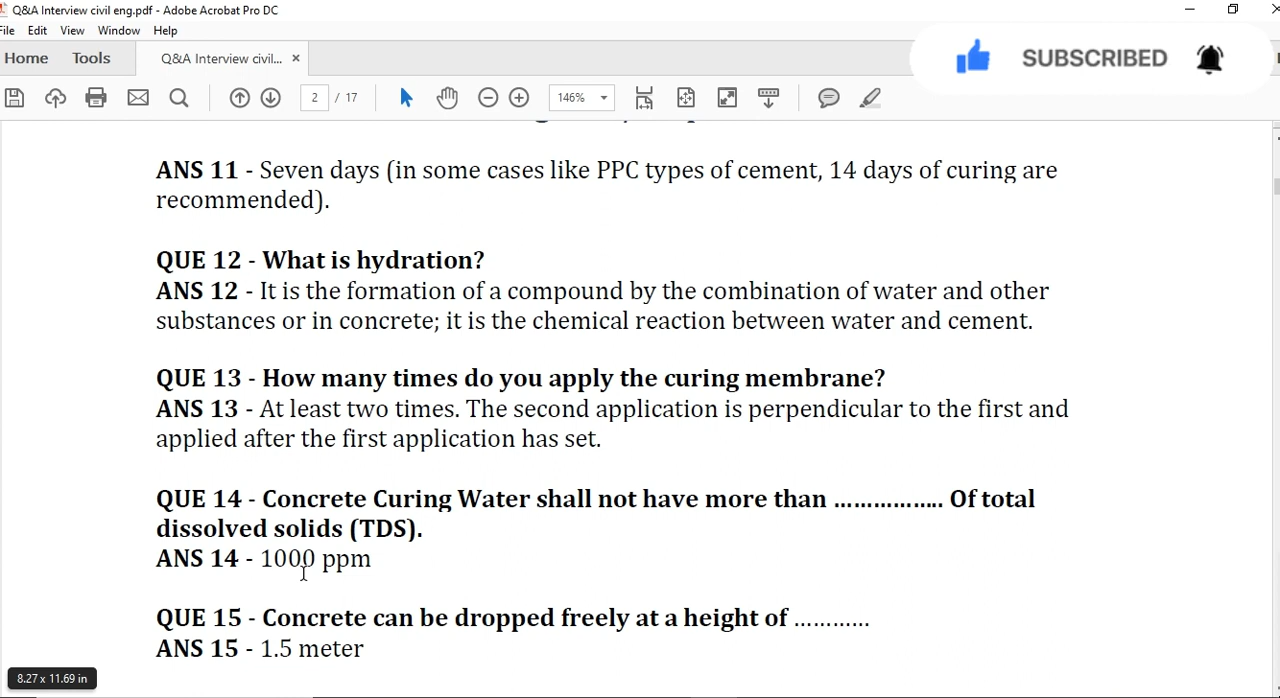 Q&A Interview civil eng.pdf - Adobe Acrobat Pro DC
File Edit View Window Help
Home Tools Q&A Interview civil... ×
SUBSCRIBED
2 / 17 146%
ANS 11 - Seven days (in some cases like PPC types of cement, 14 days of curing are
recommended).
QUE 12 - What is hydration?
ANS 12 - It is the formation of a compound by the combination of water and other
substances or in concrete; it is the chemical reaction between water and cement.
QUE 13 - How many times do you apply the curing membrane?
ANS 13 - At least two times. The second application is perpendicular to the first and
applied after the first application has set.
QUE 14 - Concrete Curing Water shall not have more than ................. Of total
dissolved solids (TDS).
ANS 14 - 1000 ppm
QUE 15 - Concrete can be dropped freely at a height of ............
ANS 15 - 1.5 meter
8.27 x 11.69 in